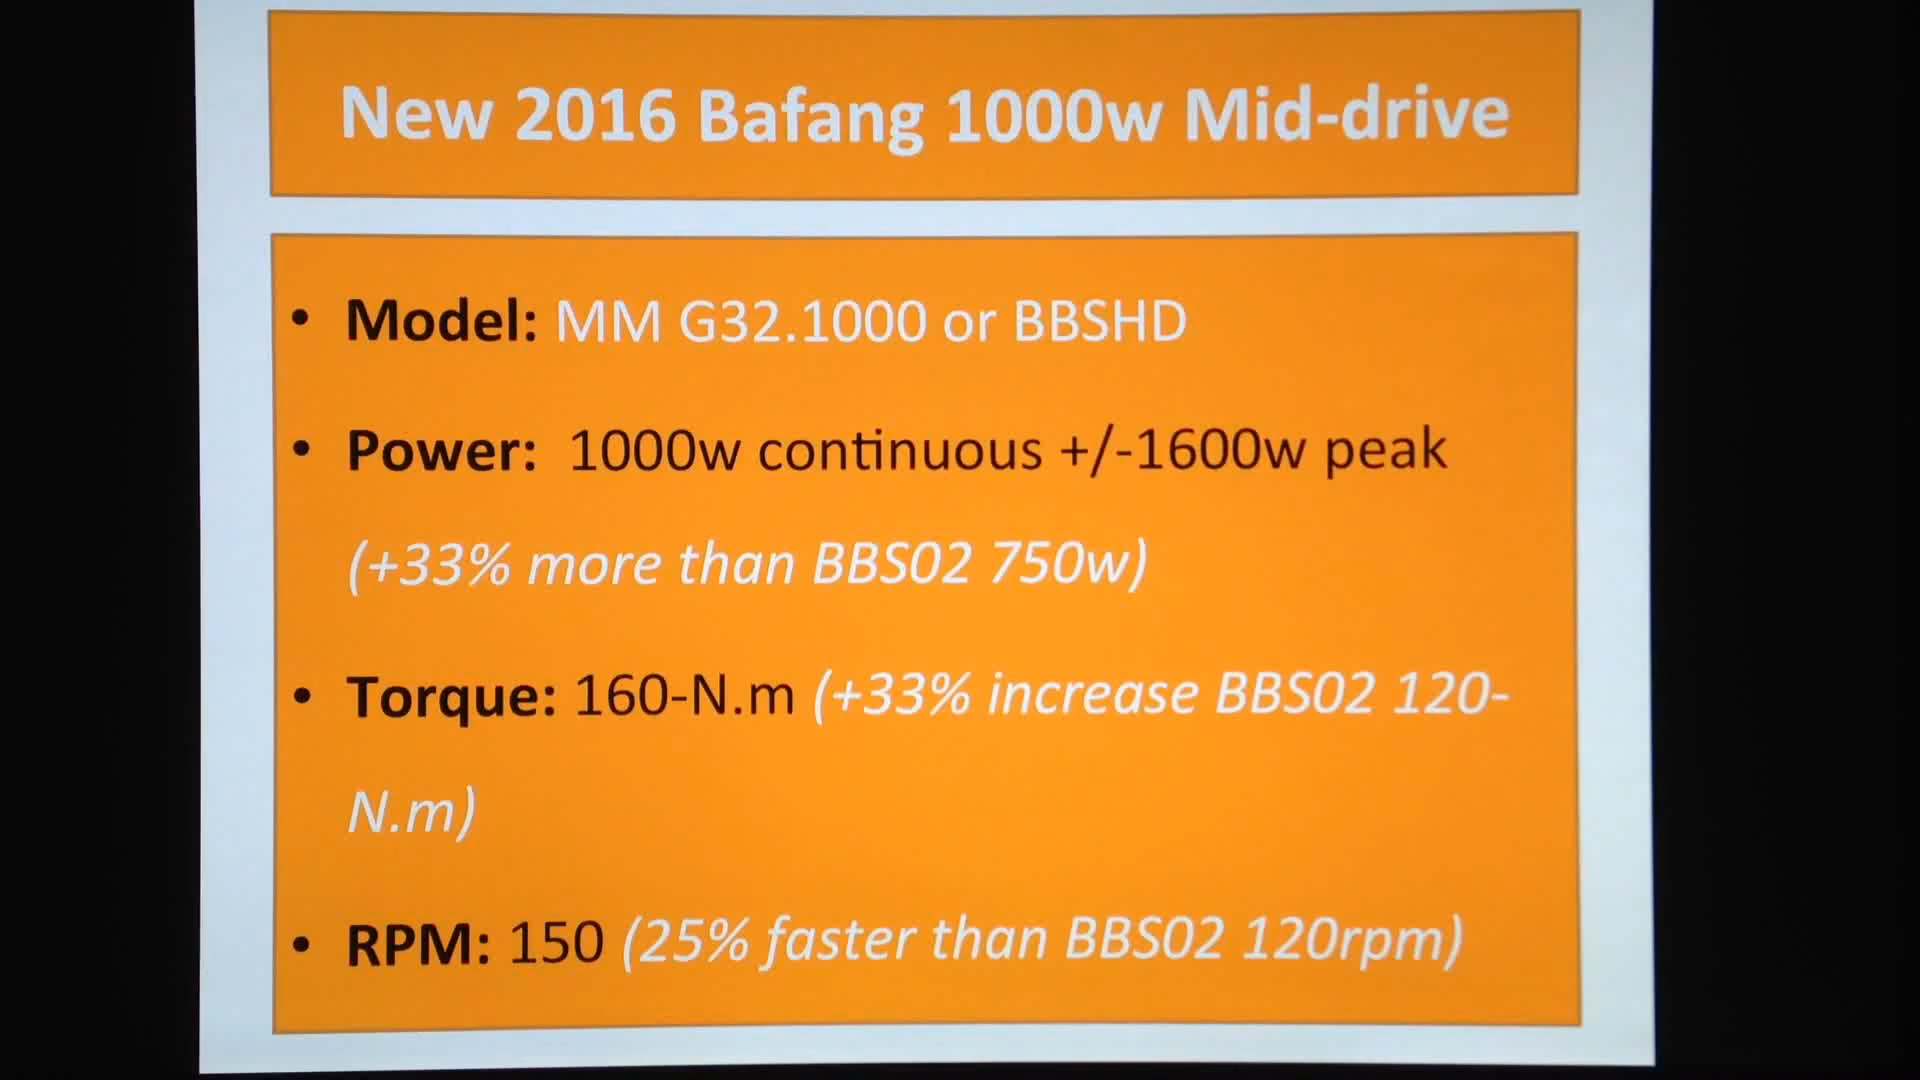 New 2016 Bafang 1000w Mid-drive
• Model: MM G32.1000 or BBSHD
• Power: 1000w continuous +/-1600w peak
(+33% more than BBS02 750w)
• Torque: 160-N.m (+33% increase BBS02 120-
N.m)
• RPM: 150 (25% faster than BBS02 120rpm)